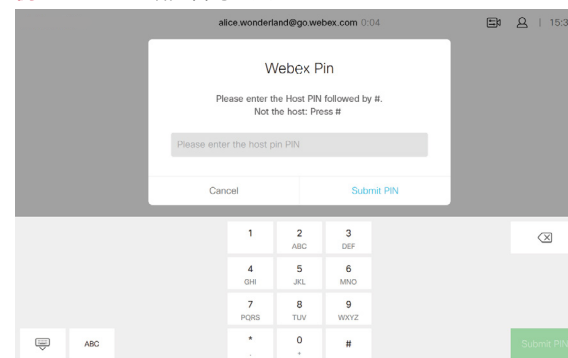 alice.wonderland@go.webex.com 0:04
15:3
Webex Pin
Please enter the Host PIN followed by #.
Not the host: Press #
Please enter the host pin PIN
Cancel
Submit PIN
1
2
ABC
3
DEF
4
GHI
5
JKL
6
MNO
7
PQRS
8
TUV
9
WXYZ
ABC
*
.
0
+
#
Submit PIN